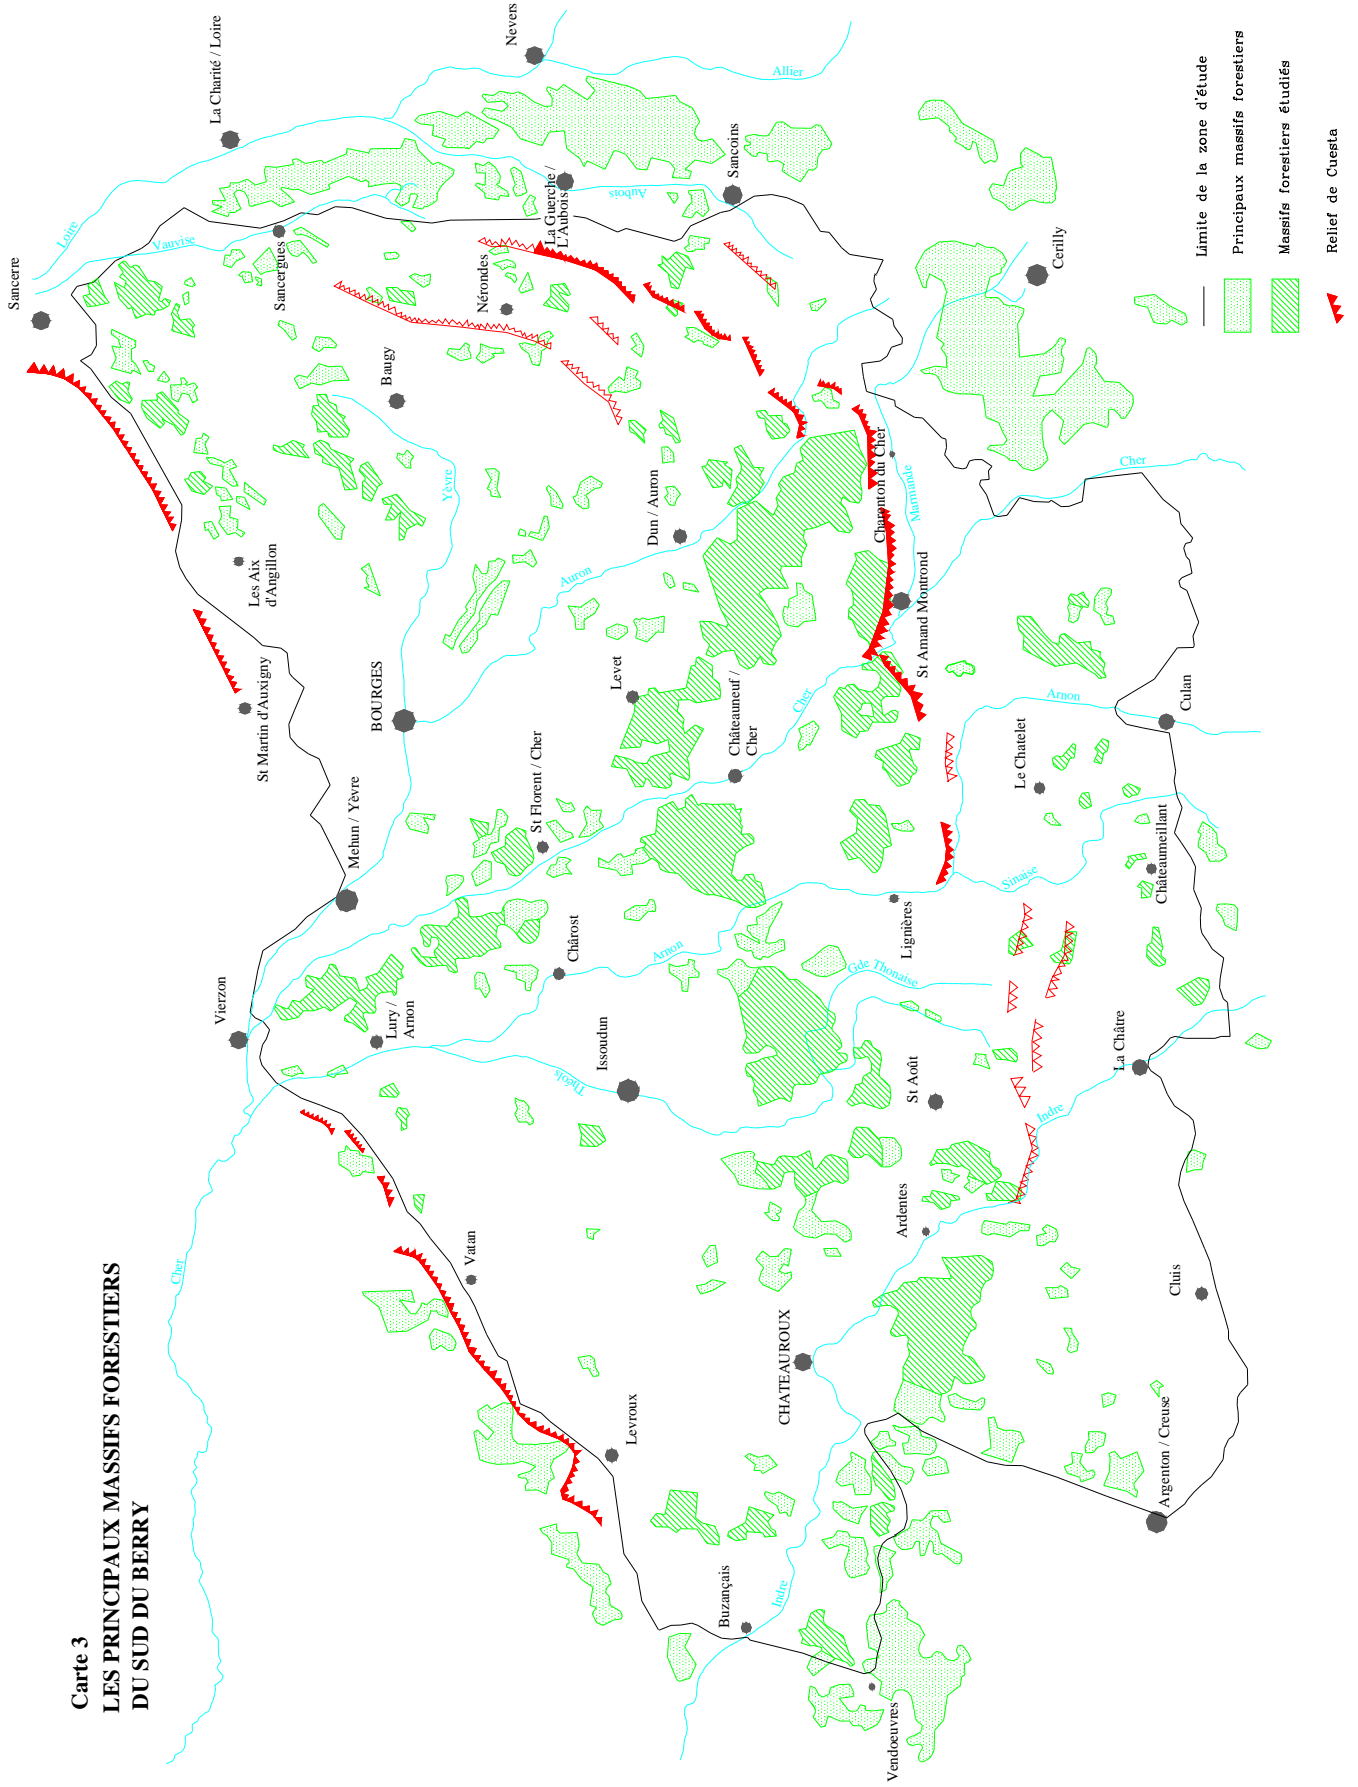 Carte 3
LES PRINCIPAUX MASSIFS FORESTIERS
DU SUD DU BERRY
Sancerre
La Charité / Loire
Nevers
Loire
Vauvise
Allier
Sancergues
La Guerche /
L'Aubois
Aubois
Sancoins
Nérondes
Baugy
Cerilly
Yèvre
Les Aix
d'Angillon
Dun / Auron
Auron
Charenton du Cher
Marmande
Cher
St Martin d'Auxigny
BOURGES
Levet
St Amand Montrond
Châteauneuf /
Cher
Cher
Arnon
Culan
Mehun / Yèvre
St Florent / Cher
Le Chatelet
Châteaumeillant
Sinaise
Lignières
Chârost
Arnon
Gde Thonaise
Vierzon
Lury /
Arnon
Issoudun
Théols
St Août
La Châtre
Indre
Ardentes
Cluis
Vatan
Cher
CHATEAUROUX
Levroux
Argenton / Creuse
Buzançais
Indre
Vendoeuvres
Limite de la zone d'étude
Principaux massifs forestiers
Massifs forestiers étudiés
Relief de Cuesta